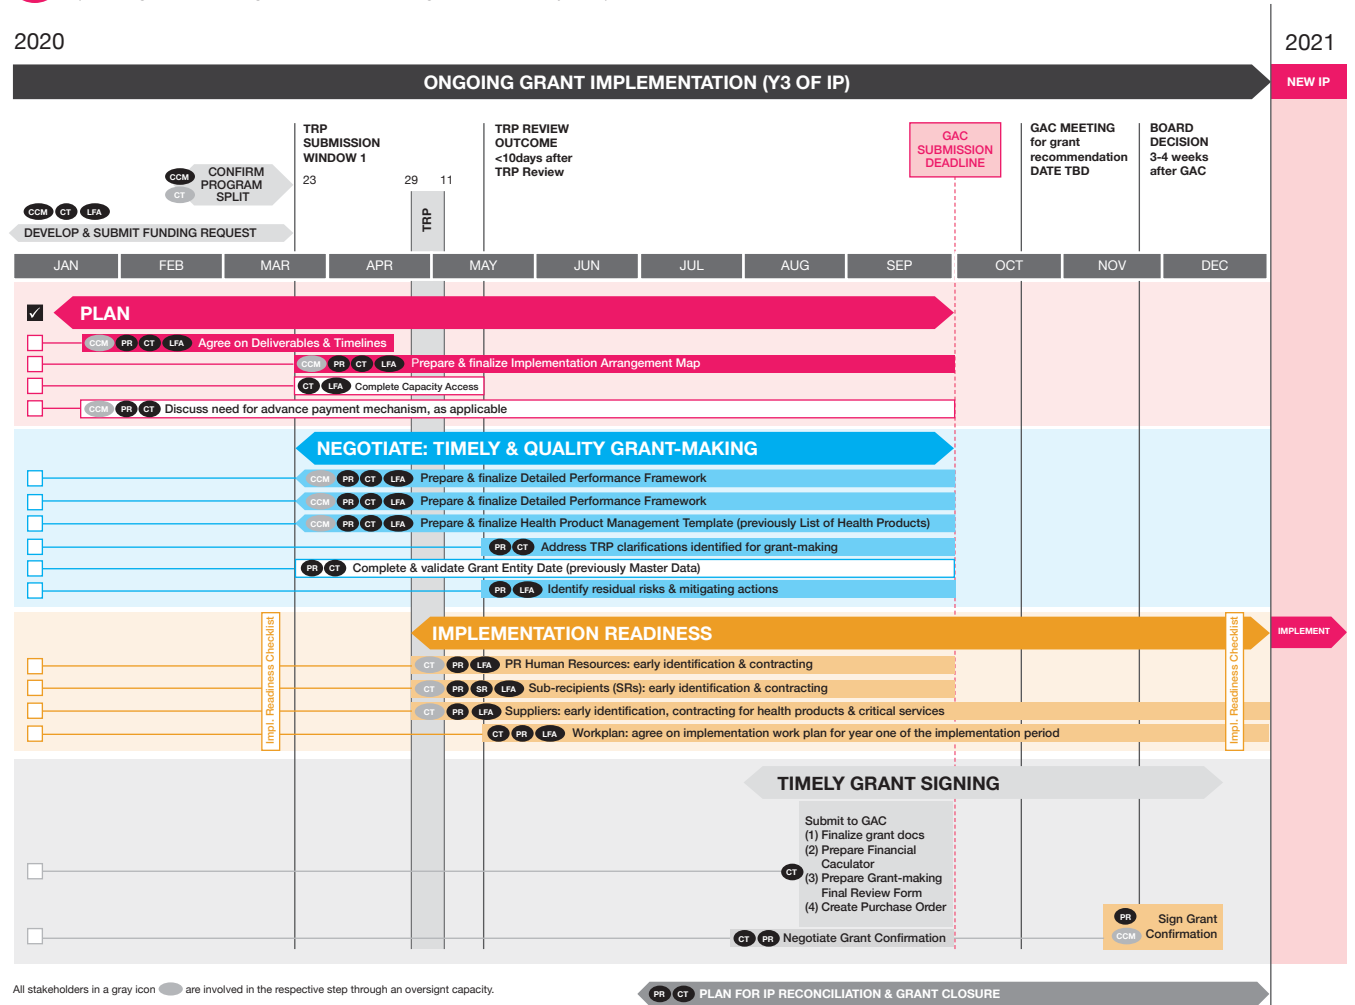 2020
2021
ONGOING GRANT IMPLEMENTATION (Y3 OF IP)
NEW IP
TRP
SUBMISSION
WINDOW 1
23
29
11
TRP
TRP REVIEW
OUTCOME
<10days after
TRP Review
GAC
SUBMISSION
DEADLINE
GAC MEETING
for grant
recommendation
DATE TBD
BOARD
DECISION
3-4 weeks
after GAC
CCM
CT
CONFIRM
PROGRAM
SPLIT
CCM CT LFA
DEVELOP & SUBMIT FUNDING REQUEST
JAN FEB MAR APR MAY JUN JUL AUG SEP OCT NOV DEC
PLAN
CCM PR CT LFA Agree on Deliverables & Timelines
CCM PR CT LFA Prepare & finalize Implementation Arrangement Map
CT LFA Complete Capacity Access
CCM PR CT Discuss need for advance payment mechanism, as applicable
NEGOTIATE: TIMELY & QUALITY GRANT-MAKING
CCM PR CT LFA Prepare & finalize Detailed Performance Framework
CCM PR CT LFA Prepare & finalize Detailed Performance Framework
CCM PR CT LFA Prepare & finalize Health Product Management Template (previously List of Health Products)
PR CT Address TRP clarifications identified for grant-making
PR CT Complete & validate Grant Entity Date (previously Master Data)
PR LFA Identify residual risks & mitigating actions
Impl. Readiness Checklist
IMPLEMENTATION READINESS
Impl. Readiness Checklist
IMPLEMENT
CT PR LFA PR Human Resources: early identification & contracting
CT PR SR LFA Sub-recipients (SRs): early identification & contracting
CT PR LFA Suppliers: early identification, contracting for health products & critical services
CT PR LFA Workplan: agree on implementation work plan for year one of the implementation period
TIMELY GRANT SIGNING
CT
Submit to GAC
(1) Finalize grant docs
(2) Prepare Financial
Caculator
(3) Prepare Grant-making
Final Review Form
(4) Create Purchase Order
CT PR Negotiate Grant Confirmation
PR
CCM
Sign Grant
Confirmation
All stakeholders in a gray icon are involved in the respective step through an oversignt capacity.
PR CT PLAN FOR IP RECONCILIATION & GRANT CLOSURE